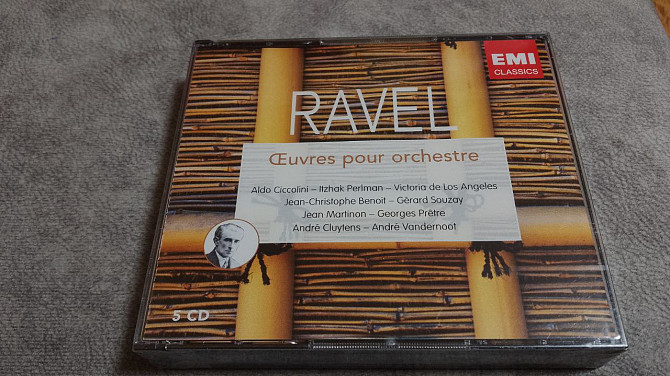 EMI
CLASSICS
RAVEL
Œuvres pour orchestre
Aldo Ciccolini – Itzhak Perlman – Victoria de Los Angeles
Jean-Christophe Benoit – Gérard Souzay
Jean Martinon – Georges Prêtre
André Cluytens – André Vandernoot
5 CD